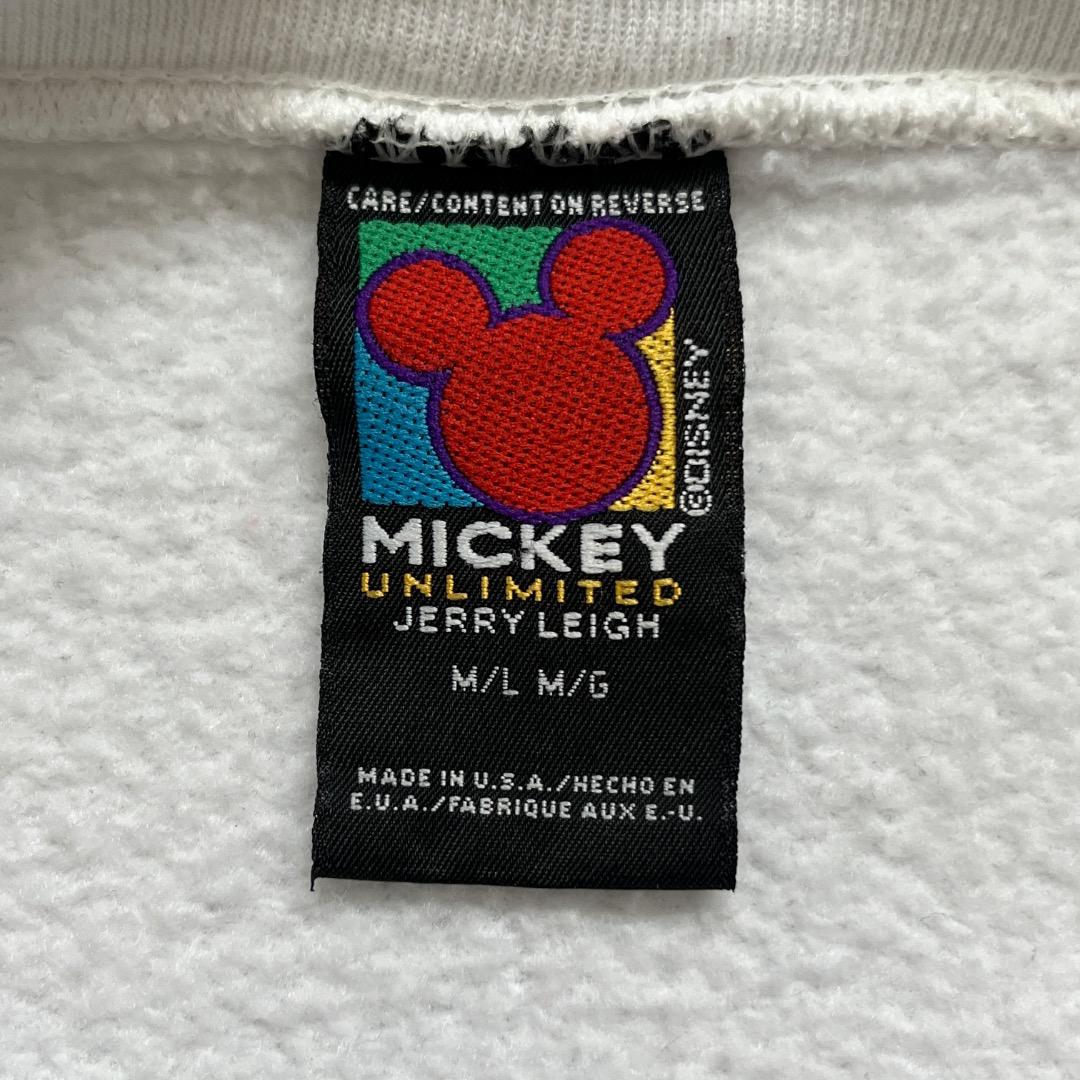 CARE/CONTENT ON REVERSE
©DISNEY
MICKEY
UNLIMITED
JERRY LEIGH
M/L M/G
MADE IN U.S.A./HECHO EN
E.U.A./FABRIQUE AUX E.-U.